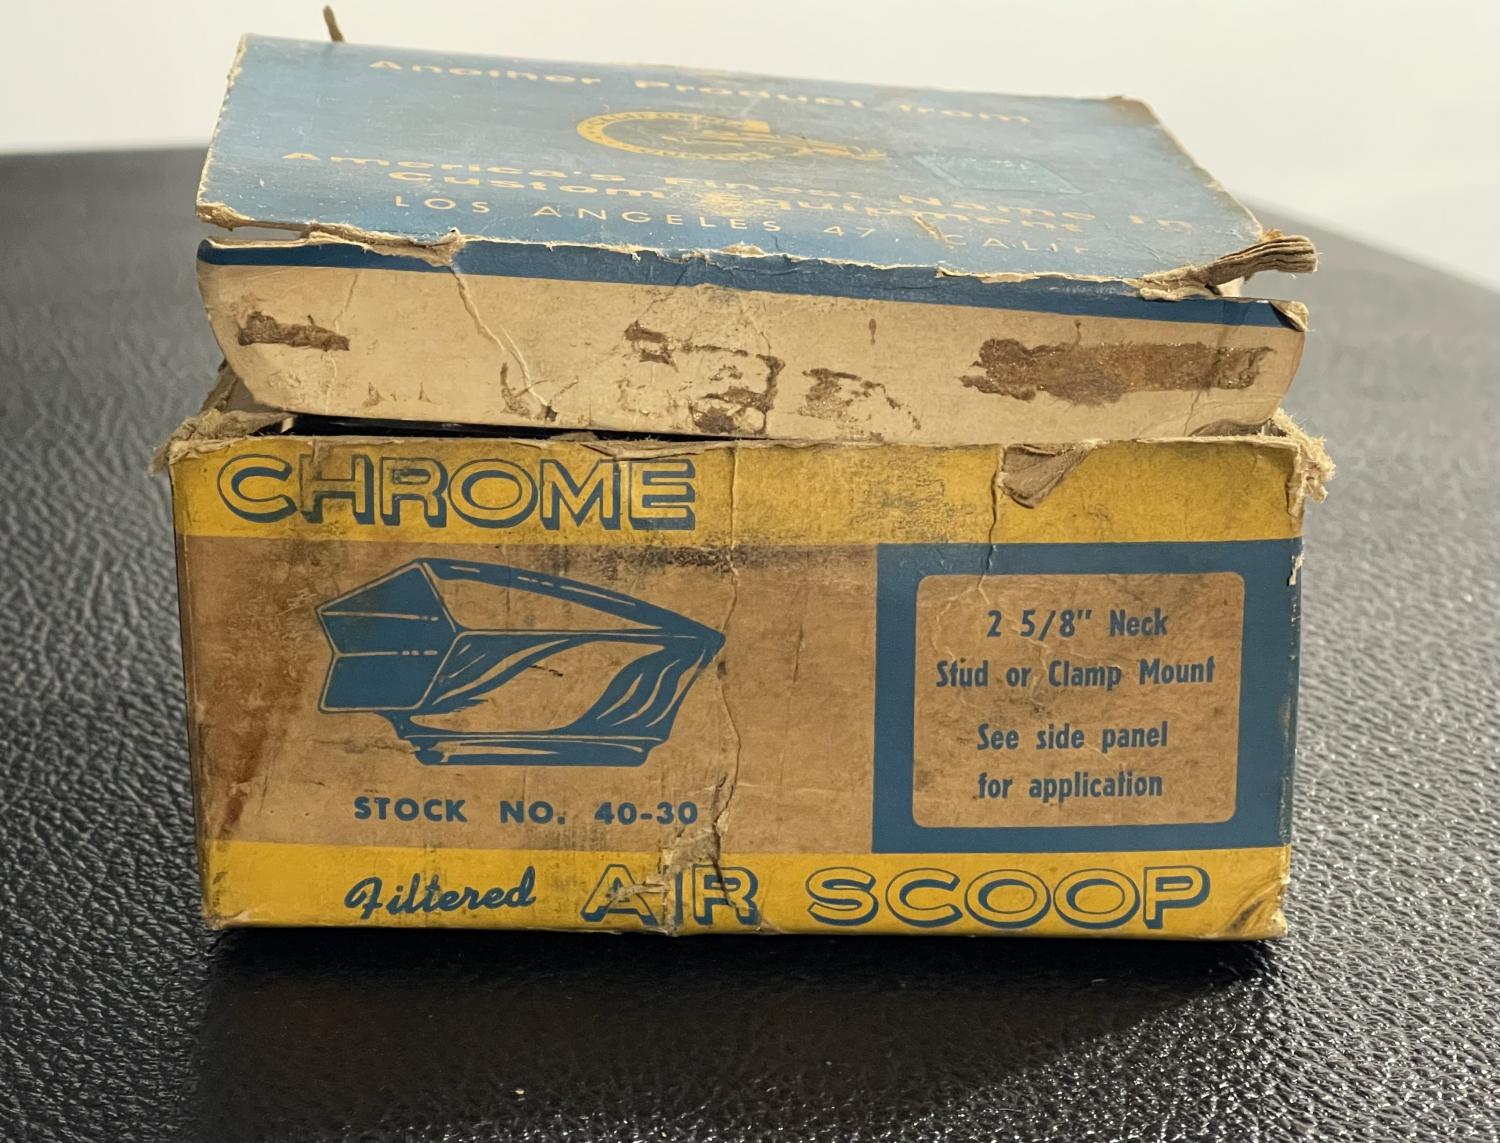 Another Product from
America's Finest Name in
Custom Equipment
LOS ANGELES 47, CALIF
CHROME
2 5/8" Neck
Stud or Clamp Mount
See side panel
for application
STOCK NO. 40-30
Filtered AIR SCOOP